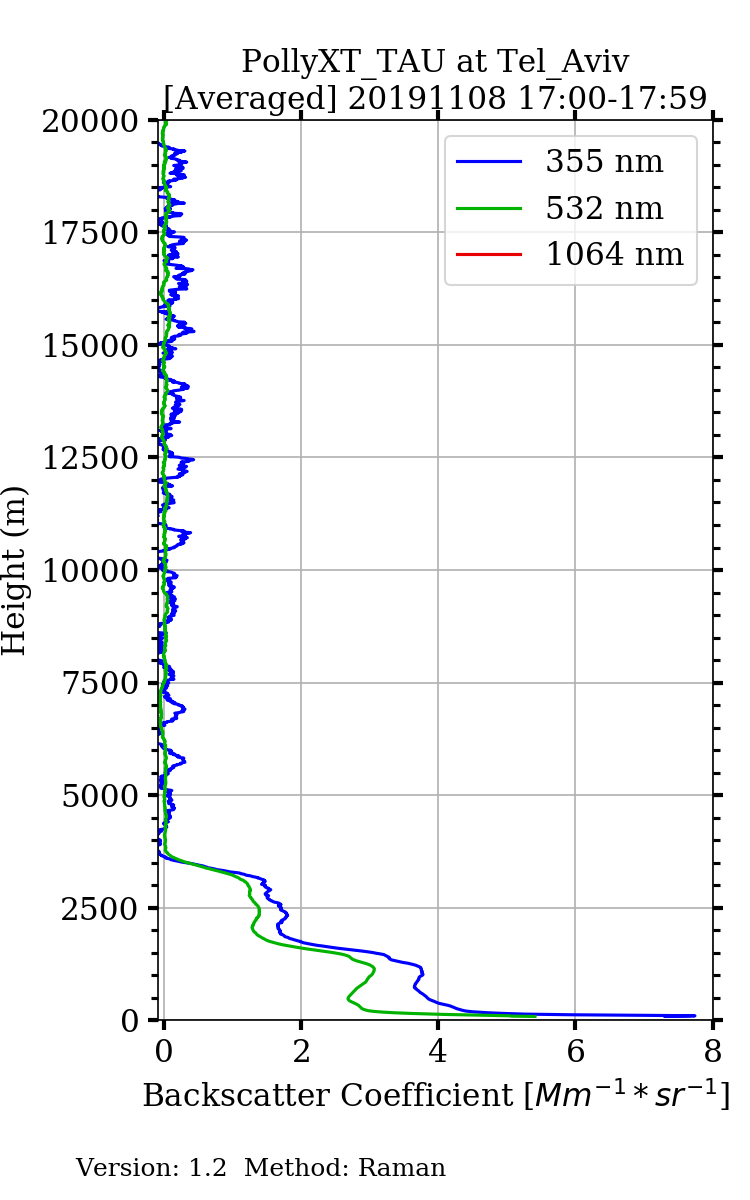 PollyXT_TAU at Tel_Aviv
[Averaged] 20191108 17:00-17:59
355 nm
532 nm
1064 nm
20000
17500
15000
12500
10000
7500
5000
2500
0
Height (m)
0 2 4 6 8
Backscatter Coefficient [Mm⁻¹ * sr⁻¹]
Version: 1.2 Method: Raman